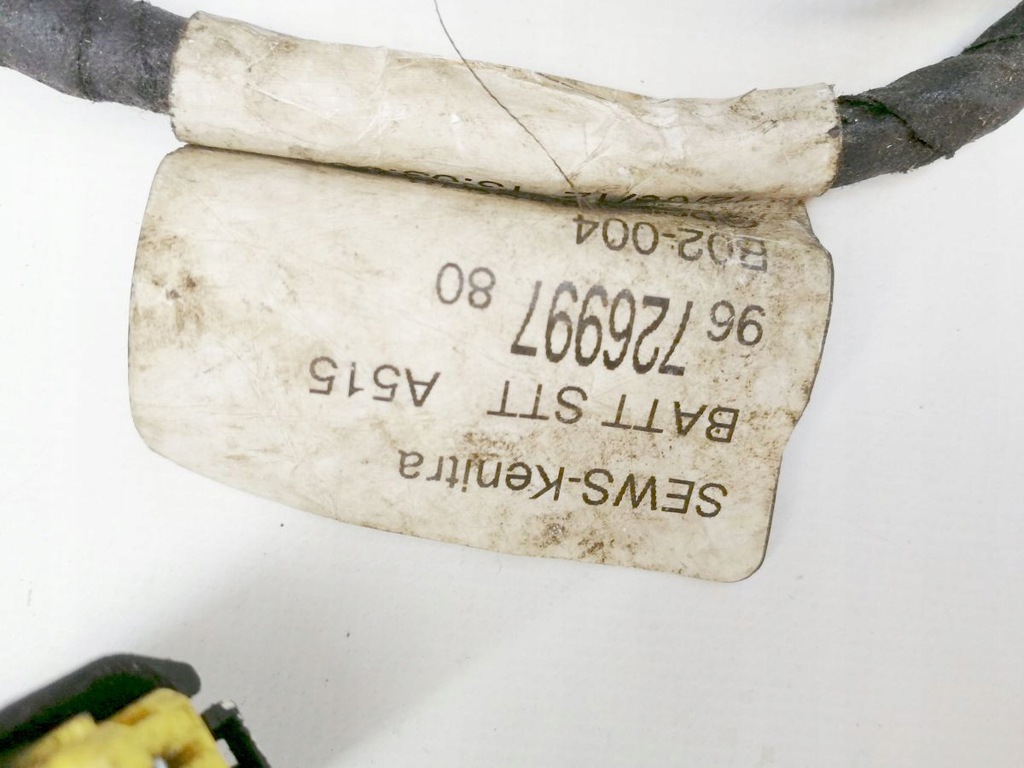 SEWS-Kenitra
BATT STT A515
96 726997 80
B02-004